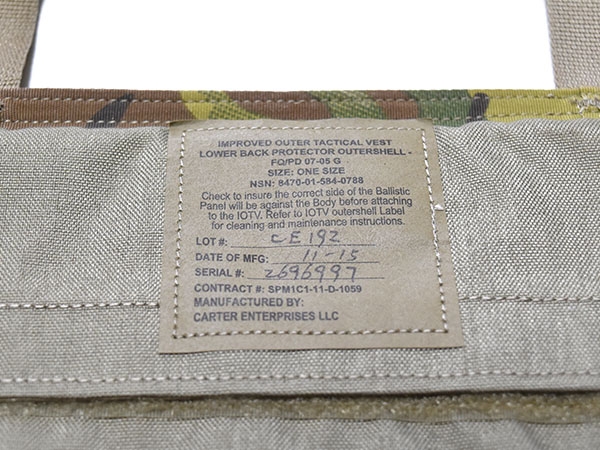 IMPROVED OUTER TACTICAL VEST
LOWER BACK PROTECTOR OUTERSHELL -
FQ/PD 07-05 G
SIZE: ONE SIZE
NSN: 8470-01-584-0788
Check to insure the correct side of the Ballistic
Panel will be against the Body before attaching
to the IOTV. Refer to IOTV outershell Label
for cleaning and maintenance instructions.
LOT #: CE192
DATE OF MFG: 11-15
SERIAL #: 2696997
CONTRACT #: SPM1C1-11-D-1059
MANUFACTURED BY:
CARTER ENTERPRISES LLC